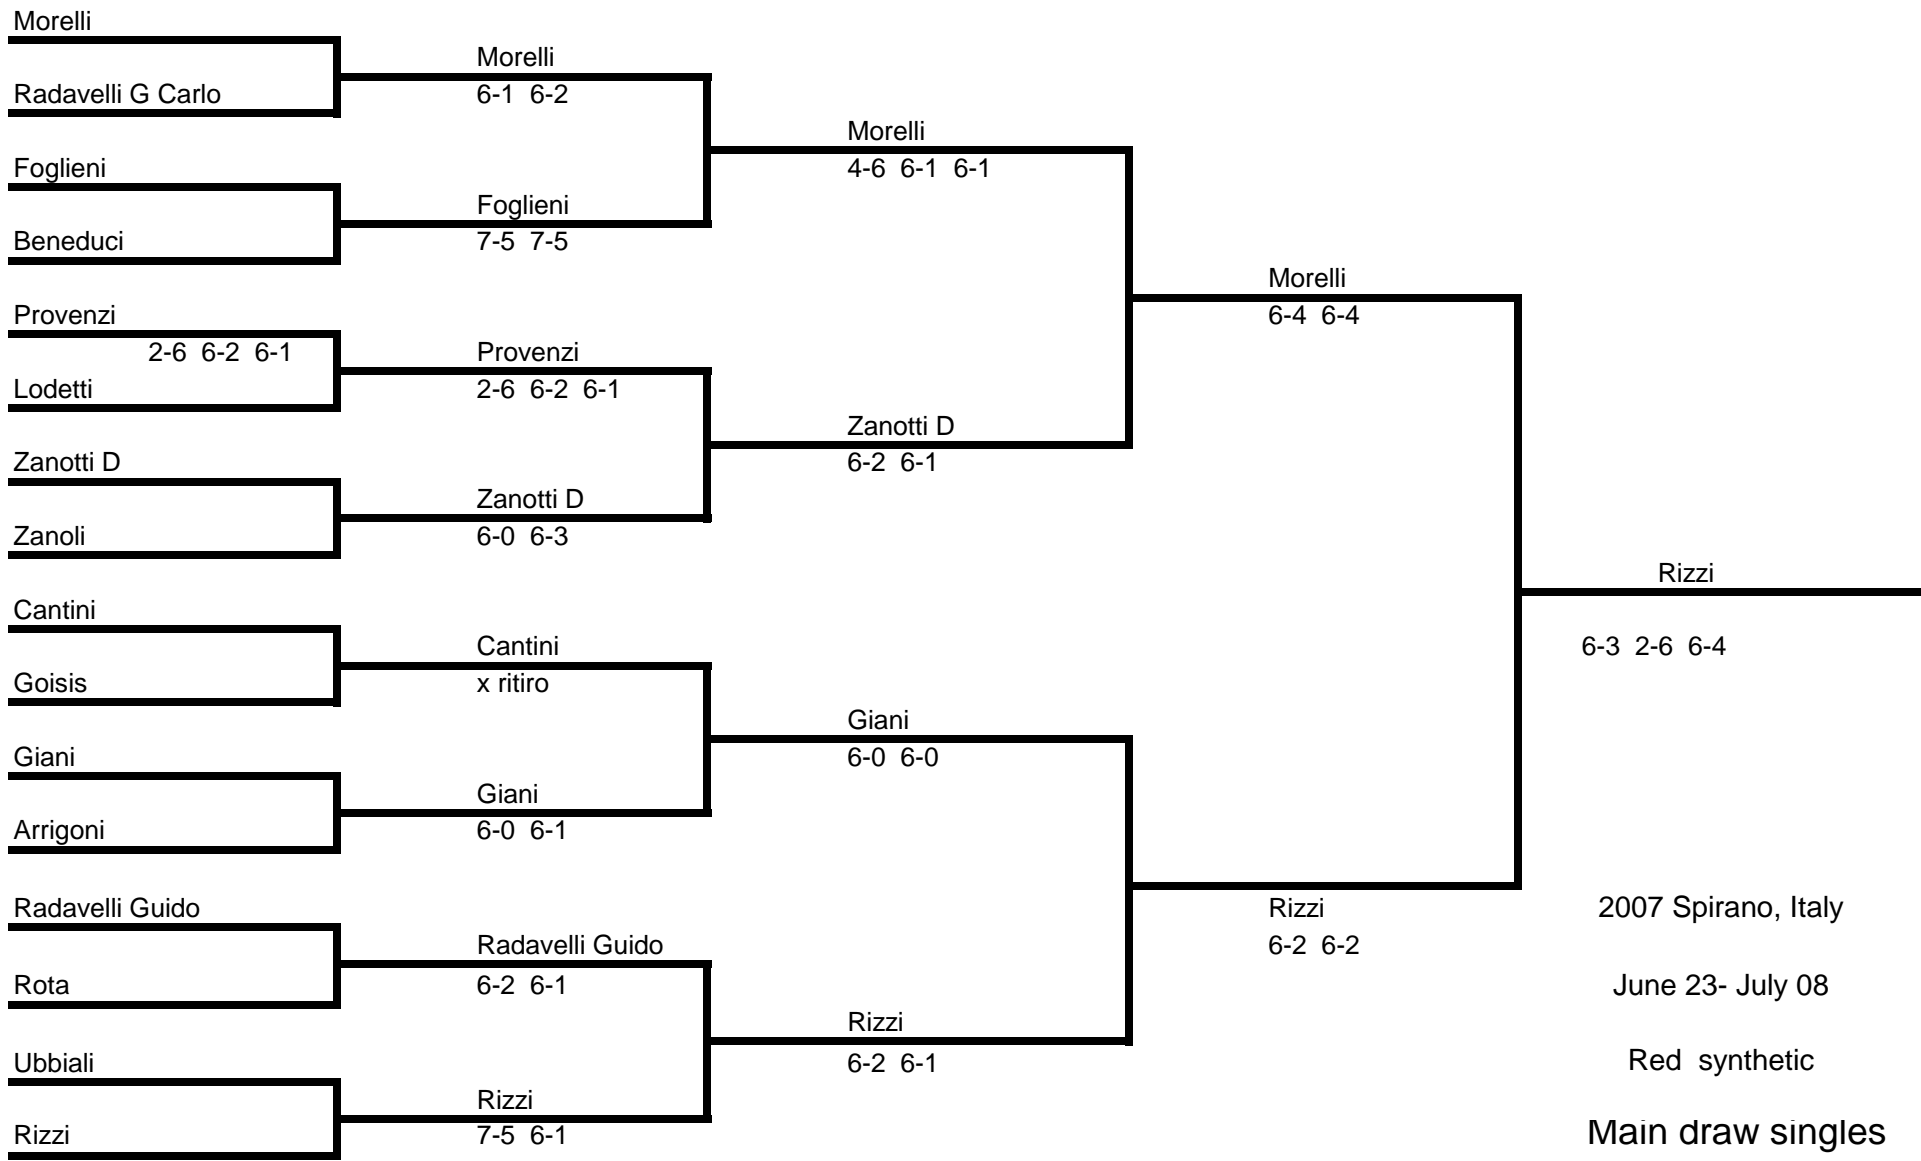 Morelli
Radavelli G Carlo
Foglieni
Beneduci
Provenzi
2-6 6-2 6-1
Lodetti
Zanotti D
Zanoli
Cantini
Goisis
Giani
Arrigoni
Radavelli Guido
Rota
Ubbiali
Rizzi
Morelli
6-1 6-2
Foglieni
7-5 7-5
Provenzi
2-6 6-2 6-1
Zanotti D
6-0 6-3
Cantini
x ritiro
Giani
6-0 6-1
Radavelli Guido
6-2 6-1
Rizzi
7-5 6-1
Morelli
4-6 6-1 6-1
Zanotti D
6-2 6-1
Giani
6-0 6-0
Rizzi
6-2 6-1
Morelli
6-4 6-4
Rizzi
6-2 6-2
Rizzi
6-3 2-6 6-4
2007 Spirano, Italy
June 23- July 08
Red synthetic
Main draw singles